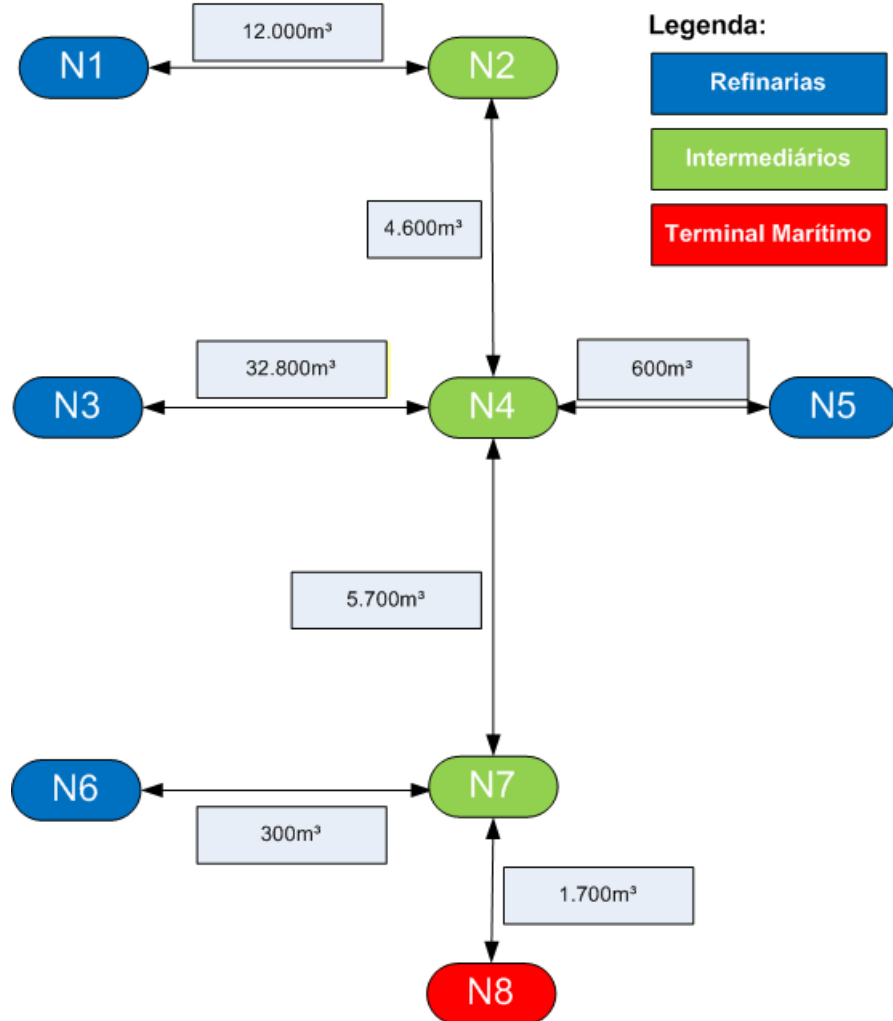 Legenda:
12.000m³
N1
N2
Refinarias
Intermediários
4.600m³
Terminal Marítimo
32.800m³
600m³
N3
N4
N5
5.700m³
N6
N7
300m³
1.700m³
N8